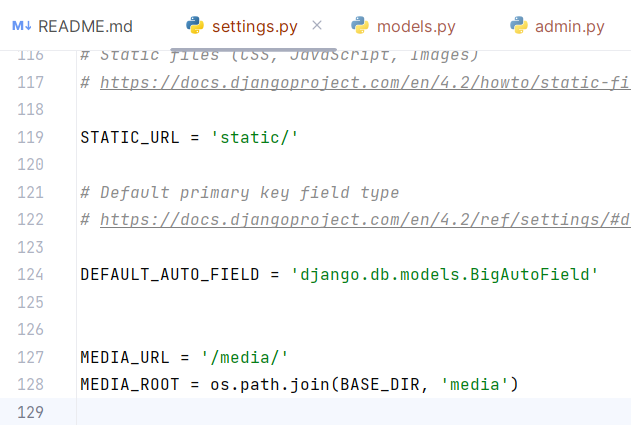 M↓ README.md settings.py × models.py admin.py
116 # Static files (CSS, JavaScript, Images)
117 # https://docs.djangoproject.com/en/4.2/howto/static-fi
118
119 STATIC_URL = 'static/'
120
121 # Default primary key field type
122 # https://docs.djangoproject.com/en/4.2/ref/settings/#d
123
124 DEFAULT_AUTO_FIELD = 'django.db.models.BigAutoField'
125
126
127 MEDIA_URL = '/media/'
128 MEDIA_ROOT = os.path.join(BASE_DIR, 'media')
129